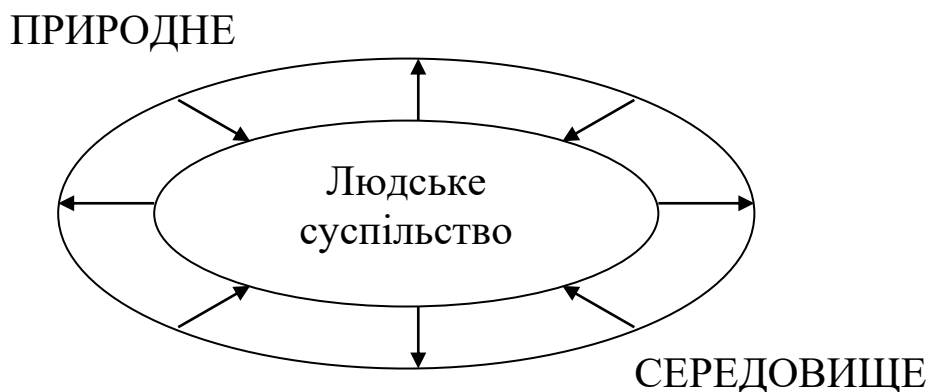 ПРИРОДНЕ
Людське
суспільство
СЕРЕДОВИЩЕ